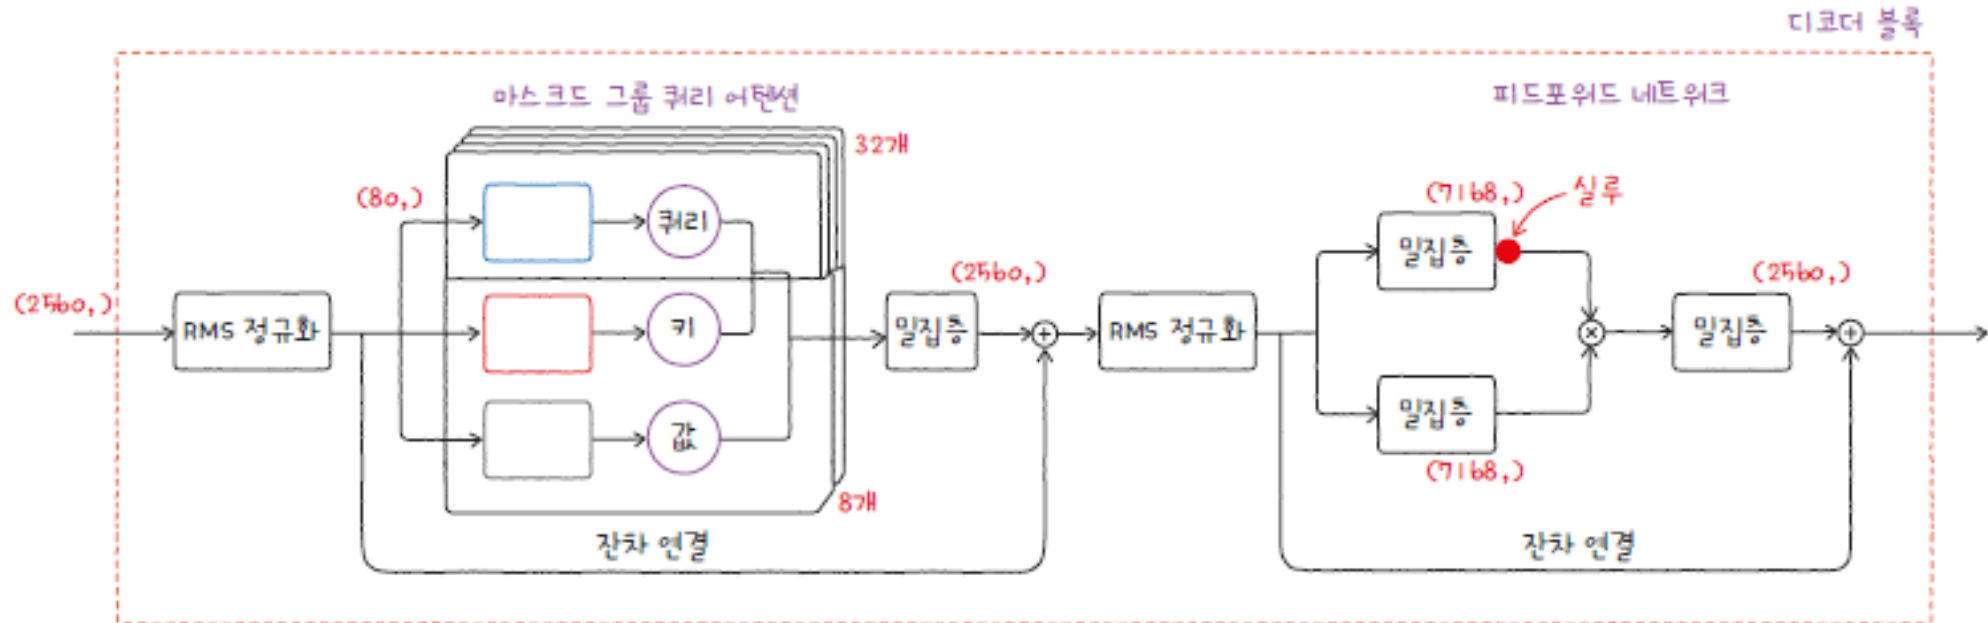 디코더 블록
마스크드 그룹 쿼리 어텐션
피드포워드 네트워크
32개
(80,)
쿼리
(7168,)
실루
밀집층
(2560,)
RMS 정규화
키
밀집층
(2560,)
RMS 정규화
밀집층
(2560,)
값
밀집층
(7168,)
8개
잔차 연결
잔차 연결